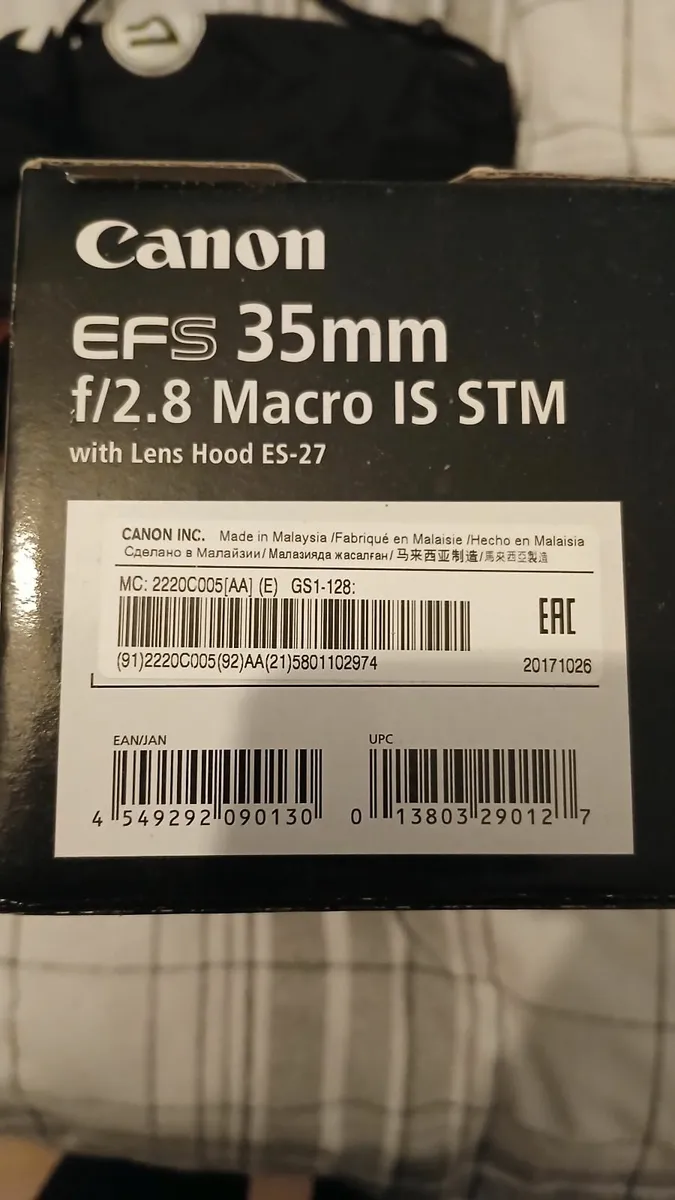 Canon
EFS 35mm
f/2.8 Macro IS STM
with Lens Hood ES-27
CANON INC. Made in Malaysia /Fabriqué en Malaisie /Hecho en Malaisia
Сделано в Малайзии/ Малазияда жасалған/ 马来西亚制造/馬來西亞製造
MC: 2220C005[AA] (E) GS1-128:
EAC
(91)2220C005(92)AA(21)5801102974
20171026
EAN/JAN
UPC
4 549292 090130
0 13803 29012 7